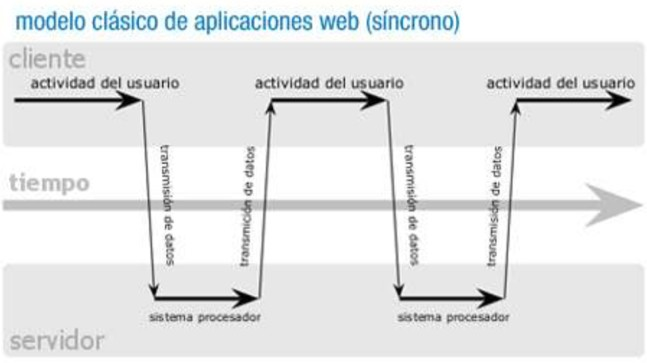 modelo clásico de aplicaciones web (síncrono)
cliente
actividad del usuario
actividad del usuario
actividad del usuario
transmisión de datos
transmición de datos
transmisión de datos
transmisión de datos
tiempo
sistema procesador
sistema procesador
servidor